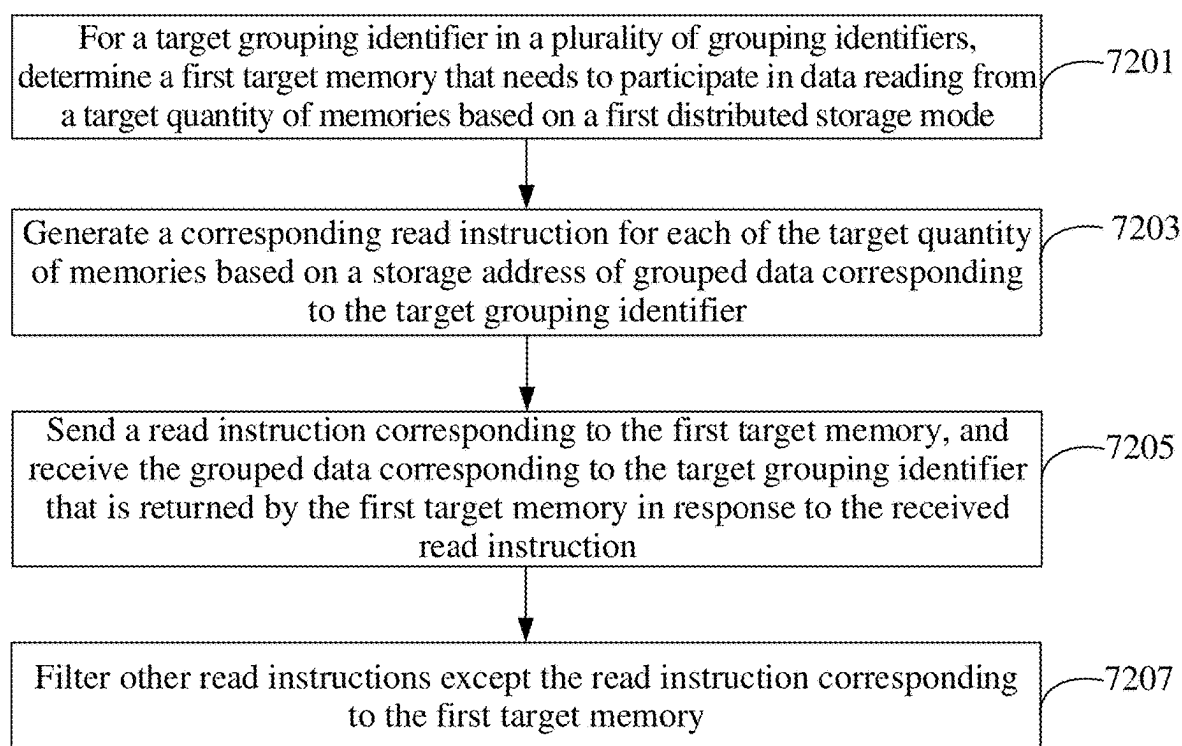 For a target grouping identifier in a plurality of grouping identifiers,
determine a first target memory that needs to participate in data reading from
a target quantity of memories based on a first distributed storage mode
7201
Generate a corresponding read instruction for each of the target quantity
of memories based on a storage address of grouped data corresponding
to the target grouping identifier
7203
Send a read instruction corresponding to the first target memory, and
receive the grouped data corresponding to the target grouping identifier
that is returned by the first target memory in response to the received
read instruction
7205
Filter other read instructions except the read instruction corresponding
to the first target memory
7207